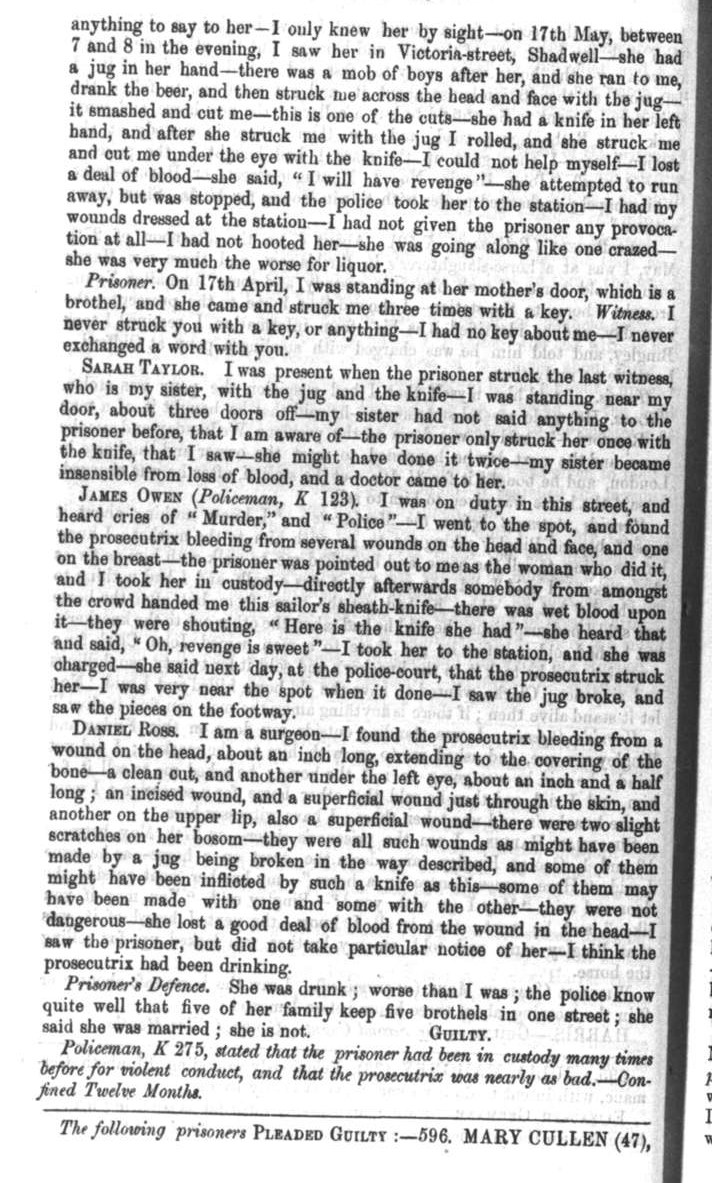 anything to say to her—I only knew her by sight—on 17th May, between
7 and 8 in the evening, I saw her in Victoria-street, Shadwell—she had
a jug in her hand—there was a mob of boys after her, and she ran to me,
drank the beer, and then struck me across the head and face with the jug—
it smashed and cut me—this is one of the cuts—she had a knife in her left
hand, and after she struck me with the jug I rolled, and she struck me
and cut me under the eye with the knife—I could not help myself—I lost
a deal of blood—she said, "I will have revenge"—she attempted to run
away, but was stopped, and the police took her to the station—I had my
wounds dressed at the station—I had not given the prisoner any provoca-
tion at all—I had not hooted her—she was going along like one crazed—
she was very much the worse for liquor.
Prisoner. On 17th April, I was standing at her mother's door, which is a
brothel, and she came and struck me three times with a key. Witness. I
never struck you with a key, or anything—I had no key about me—I never
exchanged a word with you.
SARAH TAYLOR. I was present when the prisoner struck the last witness,
who is my sister, with the jug and the knife—I was standing near my
door, about three doors off—my sister had not said anything to the
prisoner before, that I am aware of—the prisoner only struck her once with
the knife, that I saw—she might have done it twice—my sister became
insensible from loss of blood, and a doctor came to her.
JAMES OWEN (Policeman, K 123). I was on duty in this street, and
heard cries of "Murder," and "Police"—I went to the spot, and found
the prosecutrix bleeding from several wounds on the head and face, and one
on the breast—the prisoner was pointed out to me as the woman who did it,
and I took her in custody—directly afterwards somebody from amongst
the crowd handed me this sailor's sheath-knife—there was wet blood upon
it—they were shouting, "Here is the knife she had"—she heard that
and said, "Oh, revenge is sweet"—I took her to the station, and she was
charged—she said next day, at the police-court, that the prosecutrix struck
her—I was very near the spot when it done—I saw the jug broke, and
saw the pieces on the footway.
DANIEL ROSS. I am a surgeon—I found the prosecutrix bleeding from a
wound on the head, about an inch long, extending to the covering of the
bone—a clean cut, and another under the left eye, about an inch and a half
long; an incised wound, and a superficial wound just through the skin, and
another on the upper lip, also a superficial wound—there were two slight
scratches on her bosom—they were all such wounds as might have been
made by a jug being broken in the way described, and some of them
might have been inflicted by such a knife as this—some of them may
have been made with one and some with the other—they were not
dangerous—she lost a good deal of blood from the wound in the head—I
saw the prisoner, but did not take particular notice of her—I think the
prosecutrix had been drinking.
Prisoner's Defence. She was drunk; worse than I was; the police know
quite well that five of her family keep five brothels in one street; she
said she was married; she is not. GUILTY.
Policeman, K 275, stated that the prisoner had been in custody many times
before for violent conduct, and that the prosecutrix was nearly as bad.—Con-
fined Twelve Months.
The following prisoners PLEADED GUILTY :—596. MARY CULLEN (47),